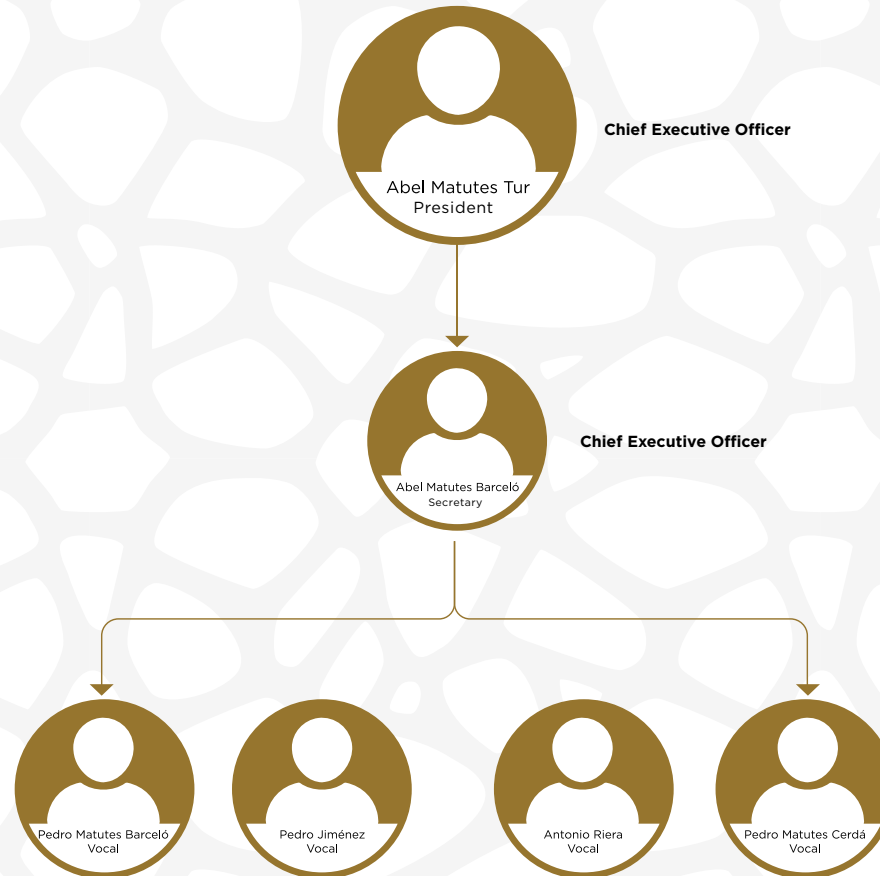 Chief Executive Officer
Abel Matutes Tur
President
Chief Executive Officer
Abel Matutes Barceló
Secretary
Pedro Matutes Barceló
Vocal
Pedro Jiménez
Vocal
Antonio Riera
Vocal
Pedro Matutes Cerdá
Vocal